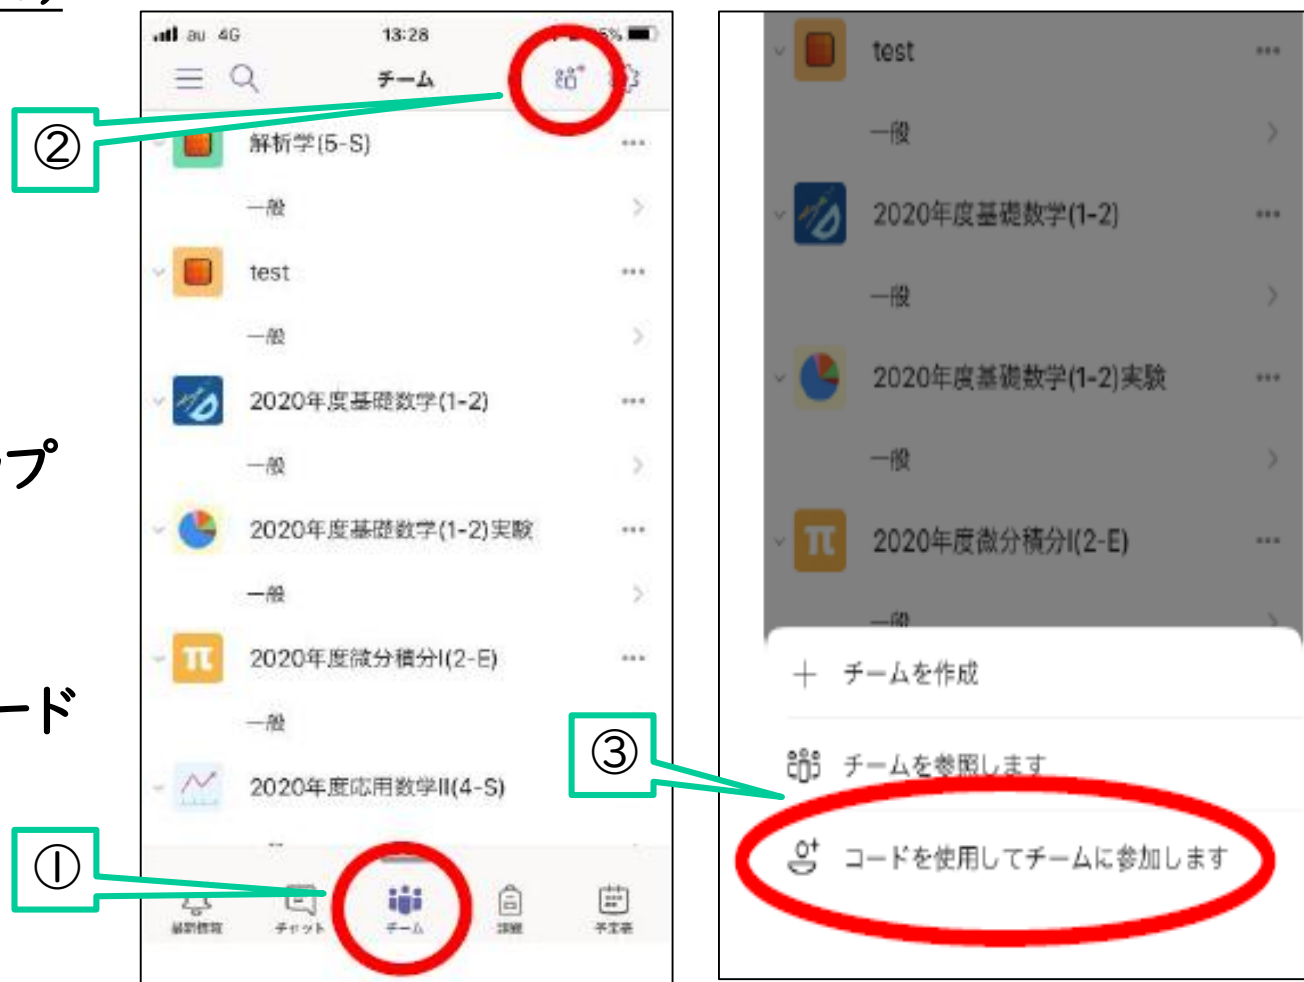 au 4G 13:28
チーム
②
解析学(5-S)
一般
test
一般
2020年度基礎数学(1-2)
一般
ップ
2020年度基礎数学(1-2)実験
一般
2020年度微分積分I(2-E)
一般
ード
2020年度応用数学II(4-S)
①
最新情報 チャット チーム 課題 予定表
test
一般
2020年度基礎数学(1-2)
一般
2020年度基礎数学(1-2)実験
一般
2020年度微分積分I(2-E)
一般
チームを作成
③
チームを参照します
コードを使用してチームに参加します